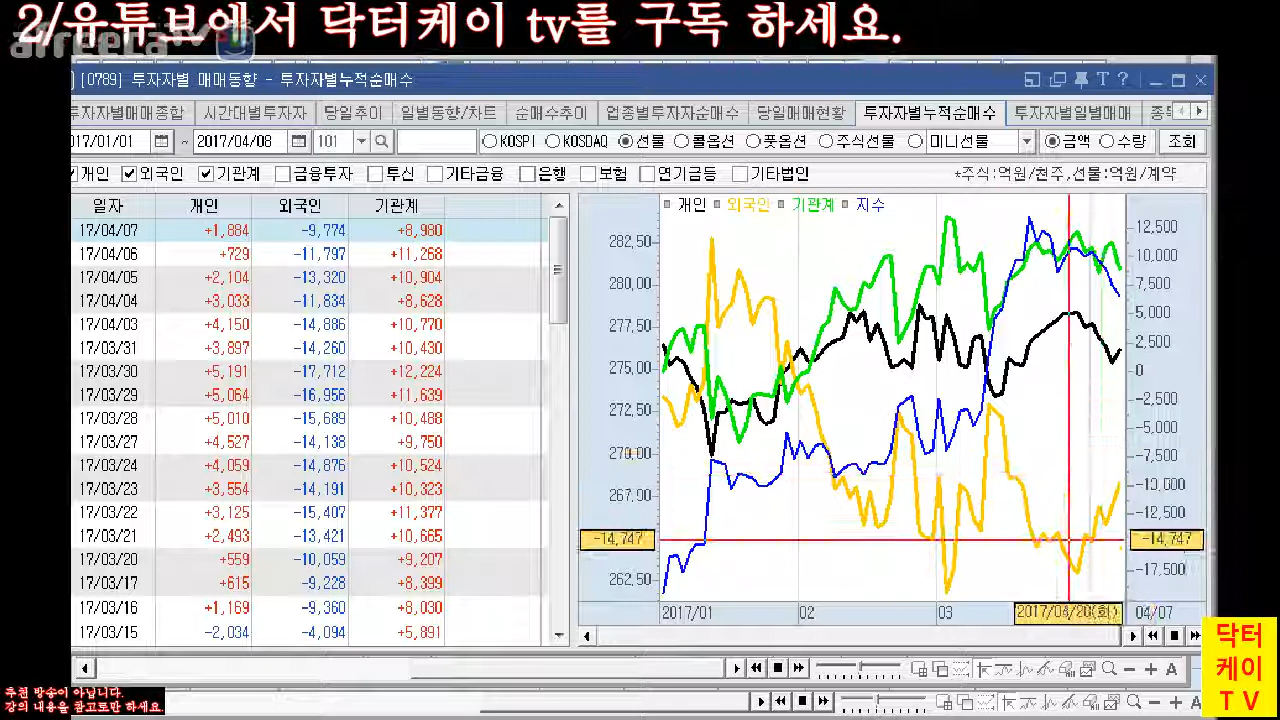 2/유튜브에서 닥터케이 tv를 구독 하세요.
afreecaTV
[0789] 투자자별 매매동향 - 투자자별누적순매수
투자자별매매종합 시간대별투자자 당일추이 일별동향/차트 순매수추이 업종별투자자순매수 당일매매현황 투자자별누적순매수 투자자별일별매매
2017/01/01 ~ 2017/04/08 101 KOSPI KOSDAQ 선물 콜옵션 풋옵션 주식선물 미니선물 금액 수량 조회
개인 외국인 기관계 금융투자 투신 기타금융 은행 보험 연기금등 기타법인 *주식:억원/천주,선물:억원/계약
일자 개인 외국인 기관계
17/04/07 +1,884 -9,774 +8,980
17/04/06 +729 -11,797 +11,268
17/04/05 +2,104 -13,320 +10,904
17/04/04 +3,033 -11,834 +8,628
17/04/03 +4,150 -14,886 +10,770
17/03/31 +3,897 -14,260 +10,430
17/03/30 +5,191 -17,712 +12,224
17/03/29 +5,064 -16,956 +11,639
17/03/28 +5,010 -15,689 +10,488
17/03/27 +4,527 -14,138 +9,750
17/03/24 +4,059 -14,876 +10,524
17/03/23 +3,554 -14,191 +10,323
17/03/22 +3,125 -15,407 +11,377
17/03/21 +2,493 -13,421 +10,665
17/03/20 +559 -10,059 +9,207
17/03/17 +615 -9,228 +8,399
17/03/16 +1,169 -9,360 +8,030
17/03/15 -2,034 -4,094 +5,891
개인 외국인 기관계 지수
282,50
280,00
277,50
275,00
272,50
270,00
267,50
-14,747
262,50
12,500
10,000
7,500
5,000
2,500
0
-2,500
-5,000
-7,500
-10,000
-12,500
-14,747
-17,500
2017/01 02 03 04/07
닥터
케이
T V
추천 방송이 아닙니다.
강의 내용을 참고로만 하세요.